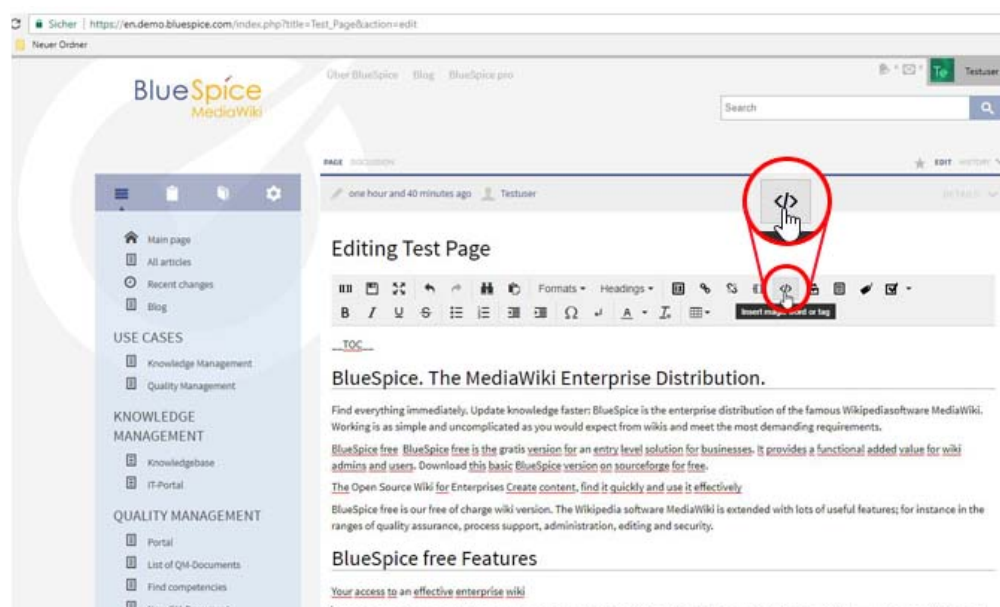 Sicher | https://en.demo.bluespice.com/index.php?title=Test_Page&action=edit
Neuer Ordner
BlueSpice
MediaWiki
Über BlueSpice Blog BlueSpice pro
Te Testuser
Search
PAGE DISCUSSION
EDIT HISTORY
one hour and 40 minutes ago Testuser
DETAILS
</>
Main page
All articles
Recent changes
Blog
USE CASES
Knowledge Management
Quality Management
KNOWLEDGE
MANAGEMENT
Knowledgebase
IT-Portal
QUALITY MANAGEMENT
Portal
List of QM-Documents
Find competencies
Editing Test Page
Formats Headings
B I U S Ω A
Insert magic word or tag
__TOC__
BlueSpice. The MediaWiki Enterprise Distribution.
Find everything immediately. Update knowledge faster: BlueSpice is the enterprise distribution of the famous Wikipediasoftware MediaWiki.
Working is as simple and uncomplicated as you would expect from wikis and meet the most demanding requirements.
BlueSpice free BlueSpice free is the gratis version for an entry level solution for businesses. It provides a functional added value for wiki
admins and users. Download this basic BlueSpice version on sourceforge for free.
The Open Source Wiki for Enterprises Create content, find it quickly and use it effectively
BlueSpice free is our free of charge wiki version. The Wikipedia software MediaWiki is extended with lots of useful features; for instance in the
ranges of quality assurance, process support, administration, editing and security.
BlueSpice free Features
Your access to an effective enterprise wiki